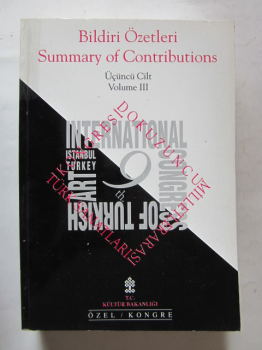 Bildiri Özetleri
Summary of Contributions
Üçüncü Cilt
Volume III
INTERNATIONAL
CONGRESS
OF TURKISH
ART
ISTANBUL
TURKEY
9th
DOKUZUNCU
MİLLETLERARASI
TÜRK SANATLARI
KONGRESİ
T.C.
KÜLTÜR BAKANLIĞI
ÖZEL / KONGRE